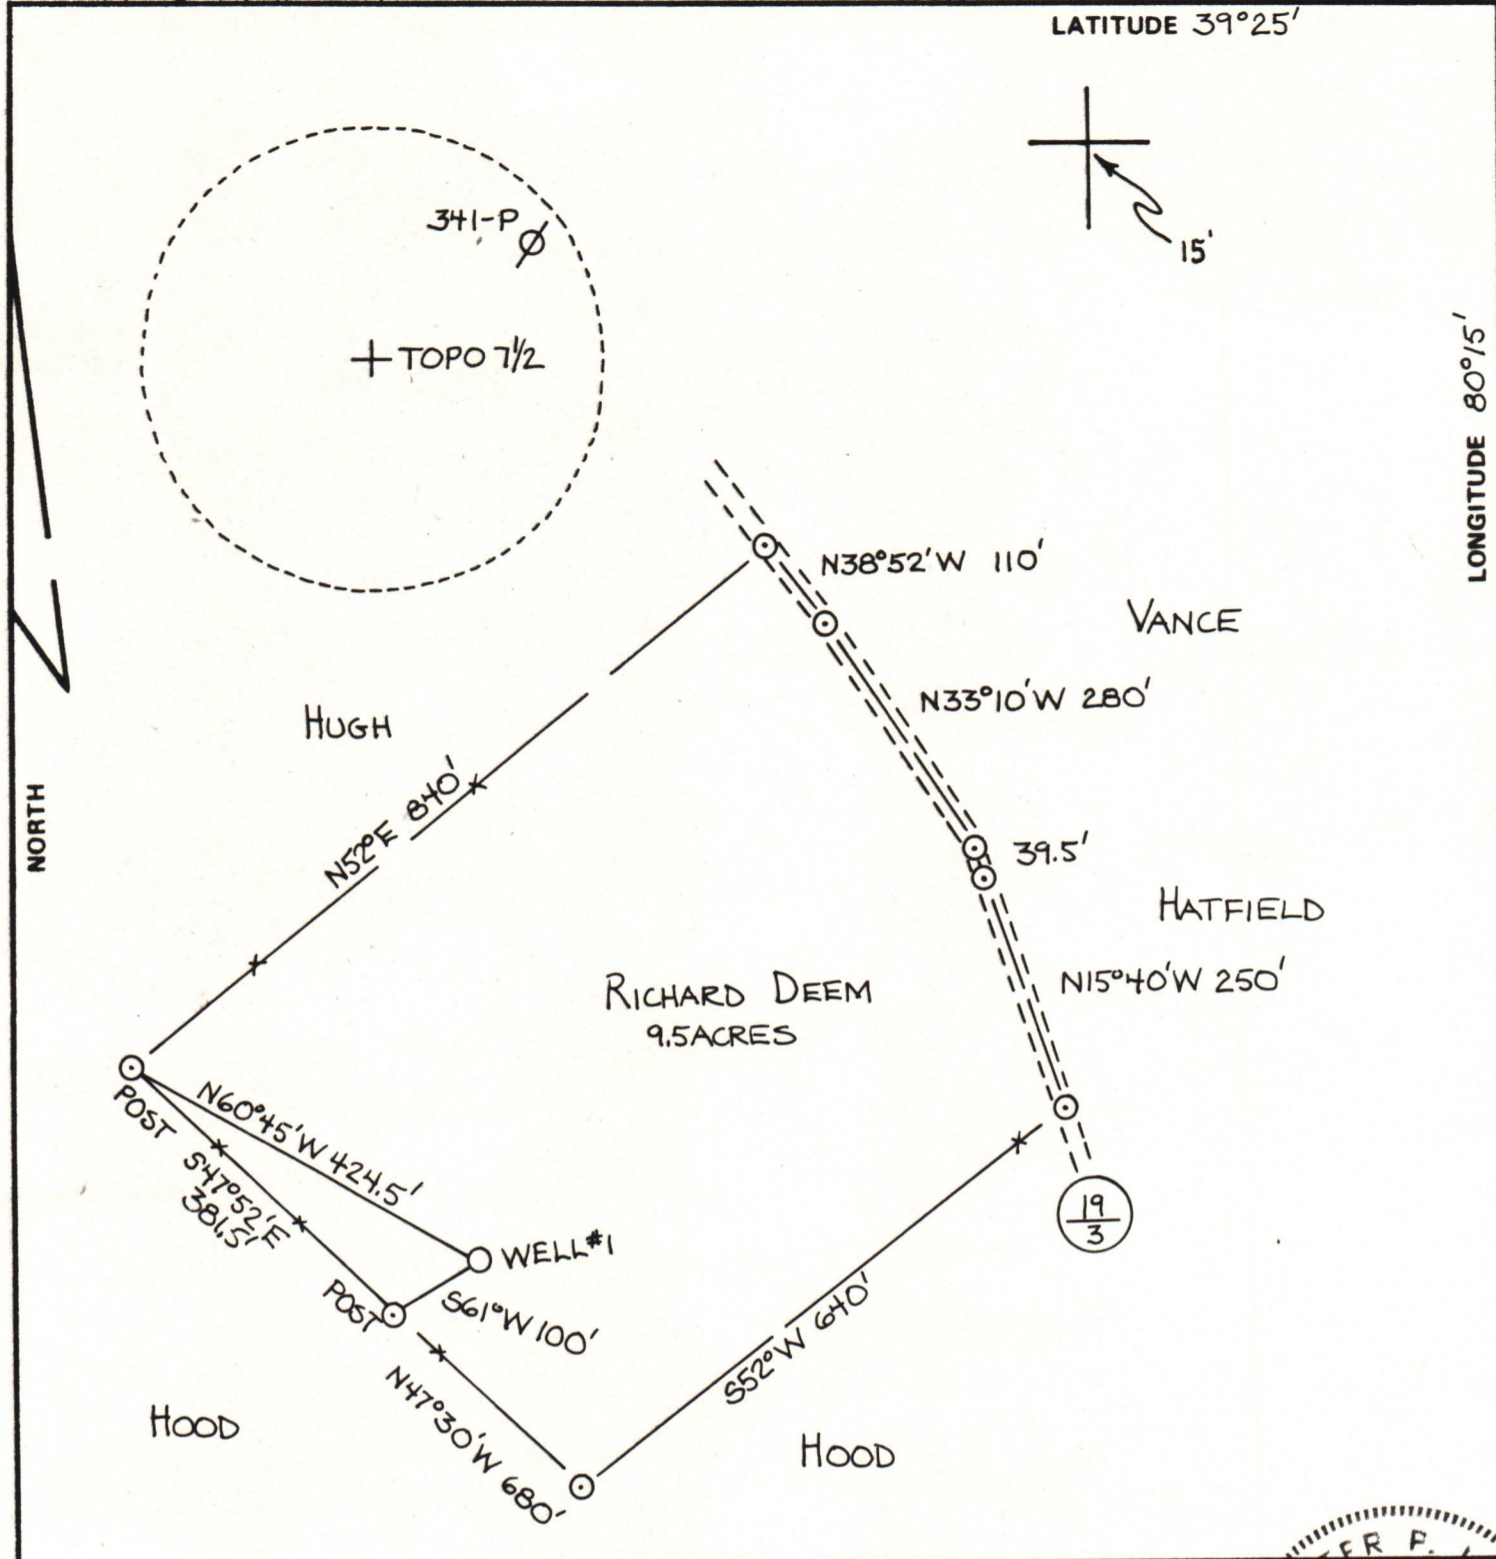 LATITUDE 39°25'
15'
341-P
TOPO 7½
LONGITUDE 80°15'
N38°52'W 110'
VANCE
N33°10'W 280'
HUGH
N52°E 840'
NORTH
39.5'
HATFIELD
N15°40'W 250'
RICHARD DEEM
9.5 ACRES
POST
N60°45'W 424.5'
S47°52'E
381.5'
WELL #1
POST
S61°W 100'
19
3
S52°W 640'
N47°30'W 680'
HOOD
HOOD